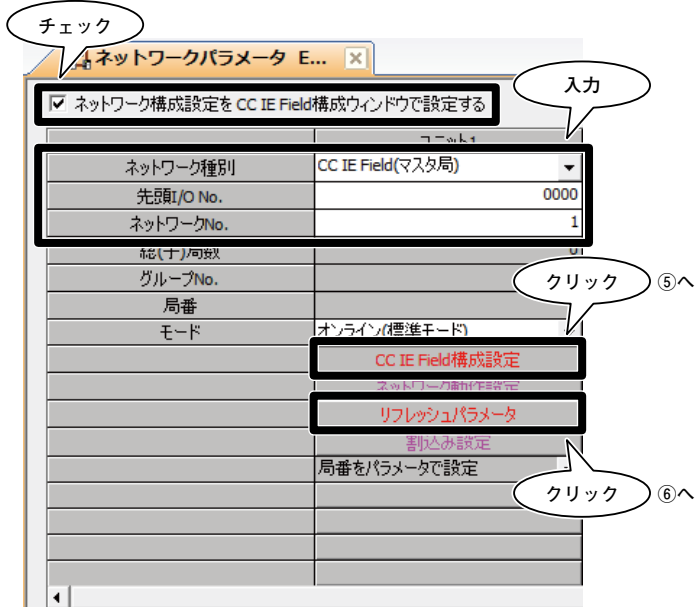 チェック
ネットワークパラメータ E...
ネットワーク構成設定をCC IE Field構成ウィンドウで設定する
入力
ユニット1
ネットワーク種別 CC IE Field(マスタ局)
先頭I/O No. 0000
ネットワークNo. 1
総(子)局数 0
グループNo.
クリック ⑤へ
局番
モード オンライン(標準モード)
CC IE Field構成設定
ネットワーク動作設定
リフレッシュパラメータ
割込み設定
局番をパラメータで設定
クリック ⑥へ